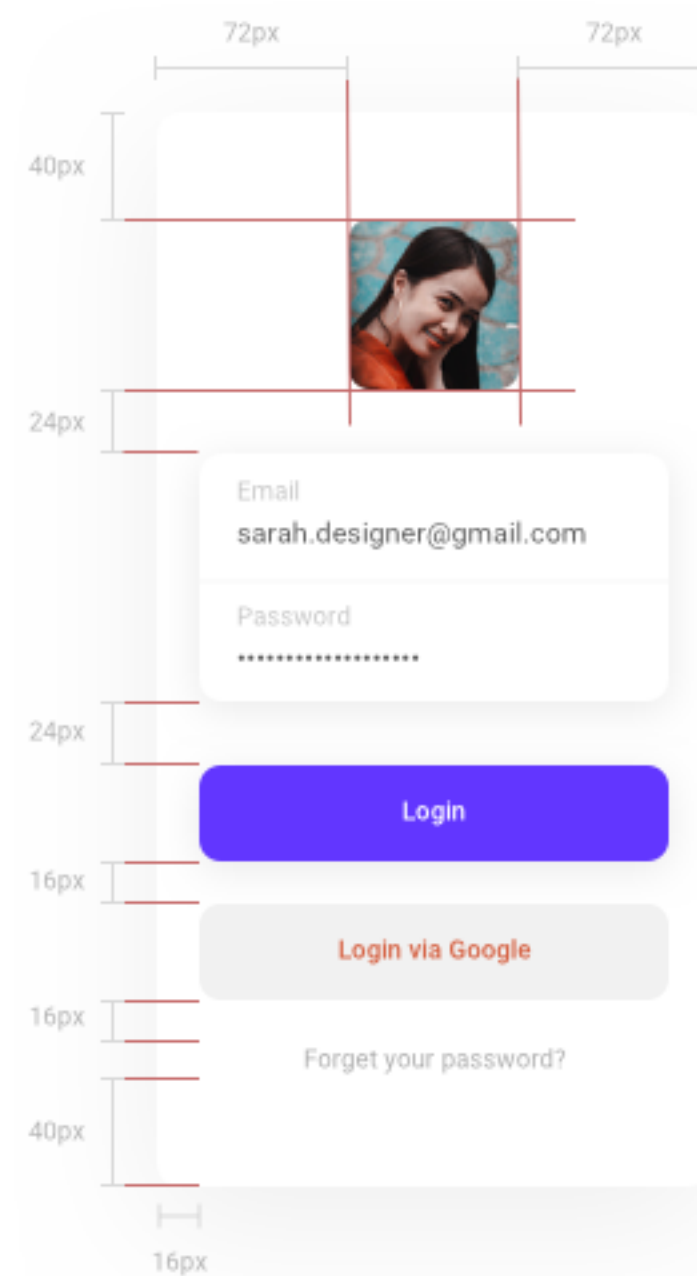 72px 72px
40px
24px
Email
sarah.designer@gmail.com
Password
•••••••••••••••••••
24px
Login
16px
Login via Google
16px
Forget your password?
40px
16px